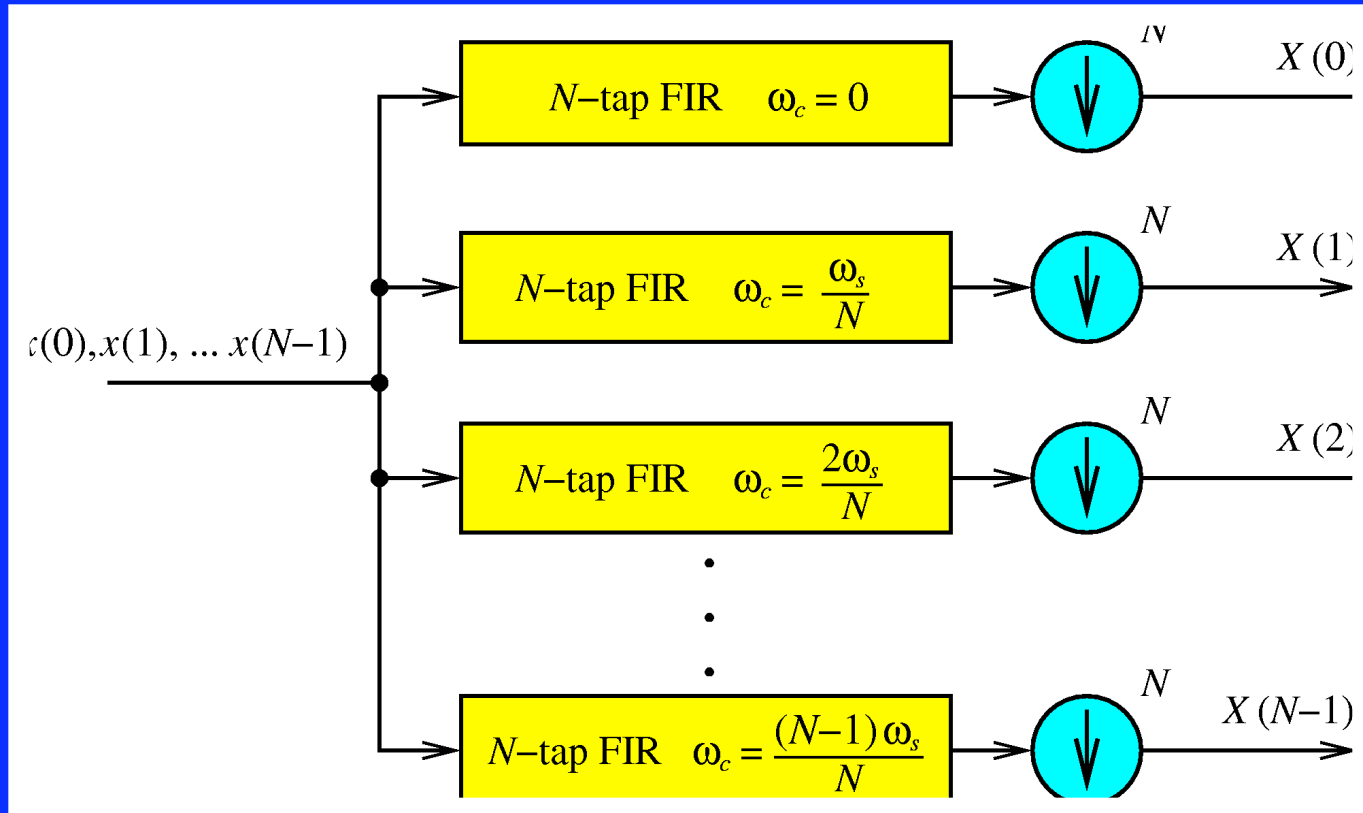 N
X (0)
N–tap FIR ω_c = 0
N
X (1)
N–tap FIR ω_c = ω_s/N
x(0),x(1), ... x(N–1)
N
X (2)
N–tap FIR ω_c = 2ω_s/N
N
X (N–1)
N–tap FIR ω_c = (N–1) ω_s/N